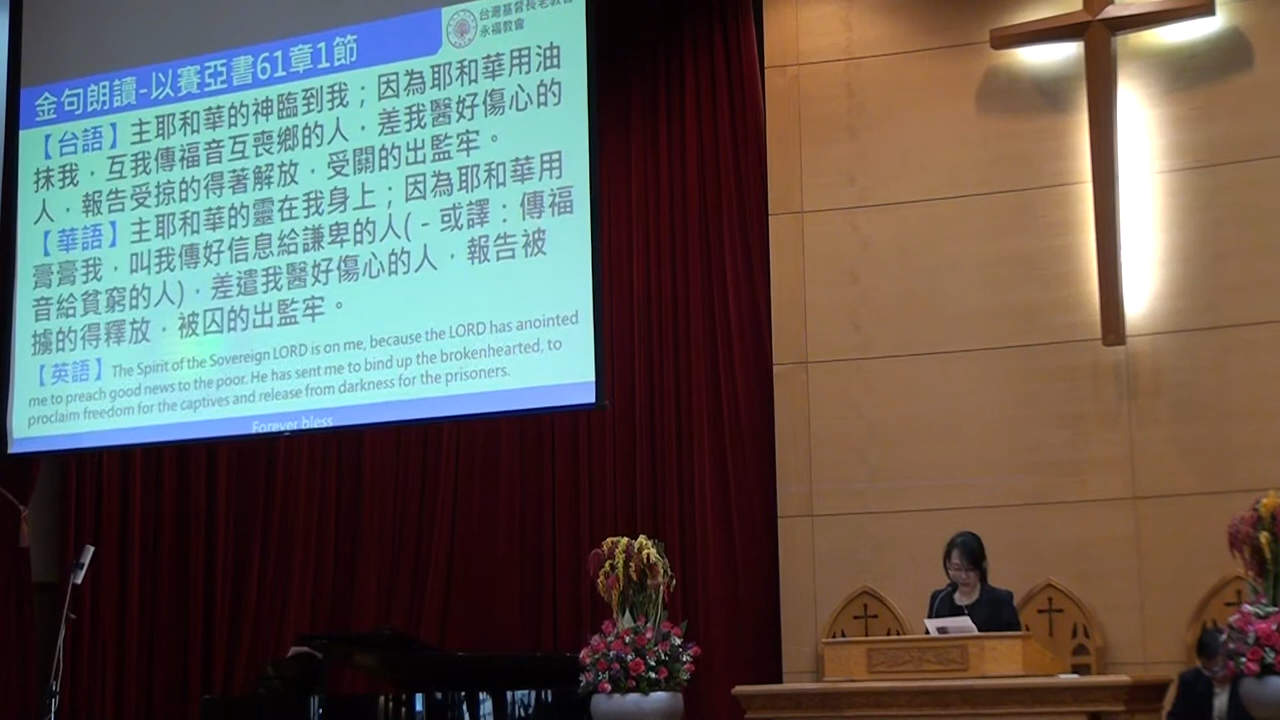 台灣基督長老教會
永福教會
金句朗讀-以賽亞書61章1節
【台語】主耶和華的神臨到我；因為耶和華用油
抹我，互我傳福音互喪鄉的人，差我醫好傷心的
人，報告受掠的得著解放，受關的出監牢。
【華語】主耶和華的靈在我身上；因為耶和華用
膏膏我，叫我傳好信息給謙卑的人( - 或譯：傳福
音給貧窮的人)，差遣我醫好傷心的人，報告被
擄的得釋放，被囚的出監牢。
【英語】The Spirit of the Sovereign LORD is on me, because the LORD has anointed
me to preach good news to the poor. He has sent me to bind up the brokenhearted, to
proclaim freedom for the captives and release from darkness for the prisoners.
Forever bless